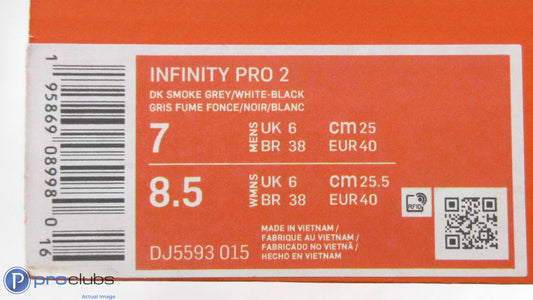 INFINITY PRO 2
DK SMOKE GREY/WHITE-BLACK
GRIS FUME FONCE/NOIR/BLANC
7 MENS UK 6 cm 25
BR 38 EUR 40
8.5 WMNS UK 6 cm 25.5
BR 38 EUR 40
RFID
MADE IN VIETNAM /
FABRIQUE AU VIETNAM /
FABRICADO NO VIETNÃ /
HECHO EN VIETNAM
DJ5593 015
1 95869 08998 016
P proclubs
Actual Image